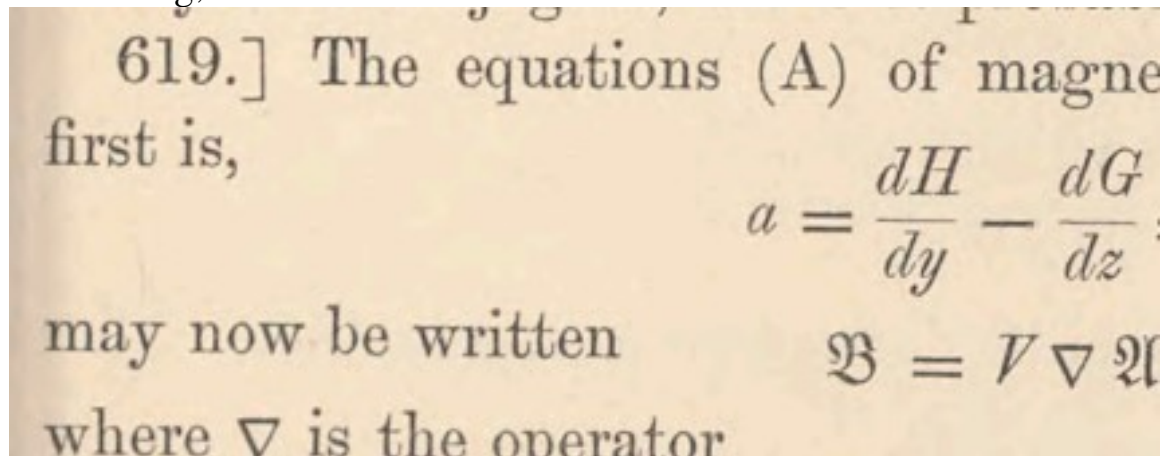 619.] The equations (A) of magne
first is,
a = dH/dy − dG/dz
may now be written
𝔅 = V ∇ 𝔄
where ∇ is the operator